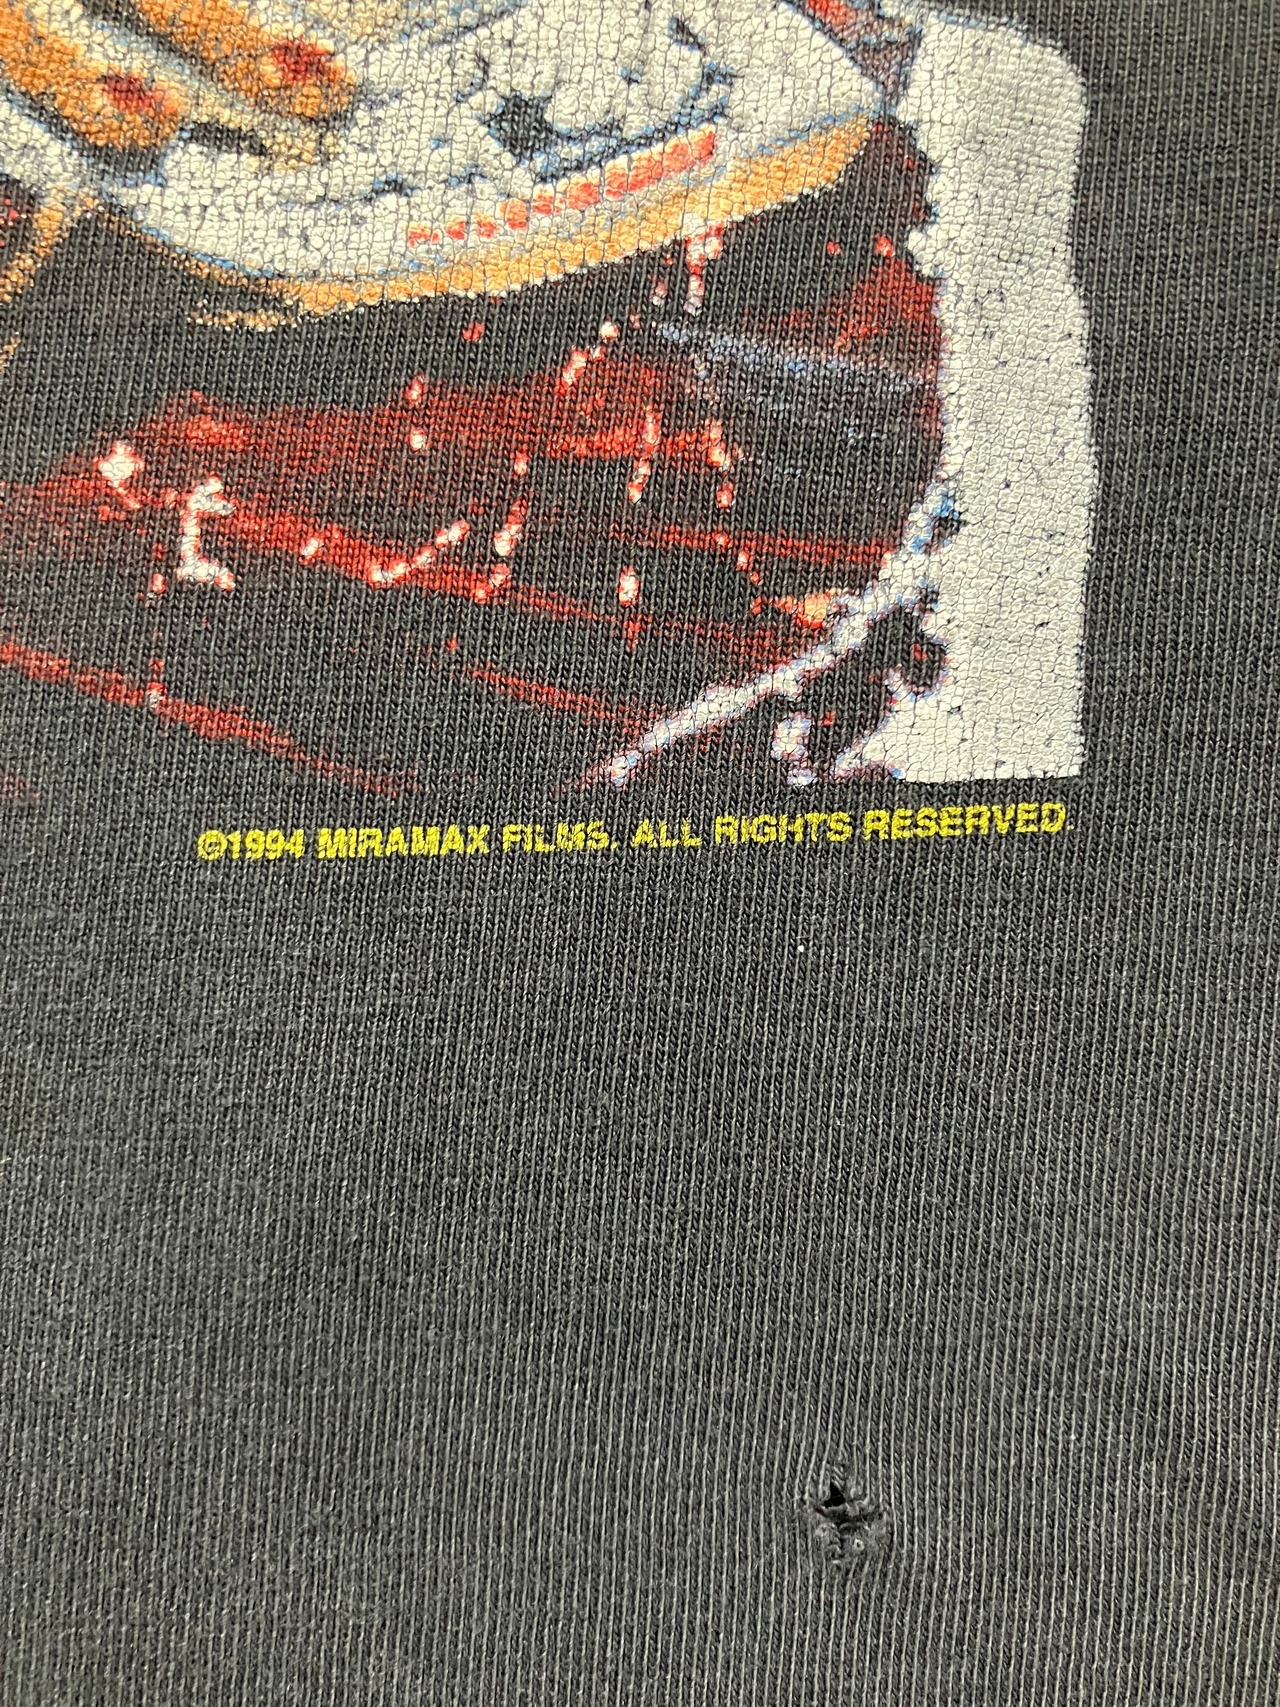 ©1994 MIRAMAX FILMS. ALL RIGHTS RESERVED.